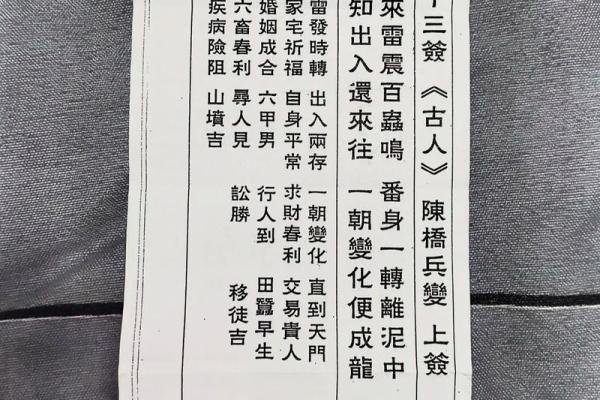 三簽 《古人》 陳橋兵變 上簽
來雷震百蟲鳴 番身一轉離泥中
知出入還來往 一朝變化便成龍
雷發時轉 出入兩存 一朝變化 直到天門
家宅祈福 自身平常 求財春利 交易貴人
婚姻成合 六甲男 行人到 田蠶早生
六畜春利 尋人見 訟勝 移徒吉
疾病險阻 山墳吉